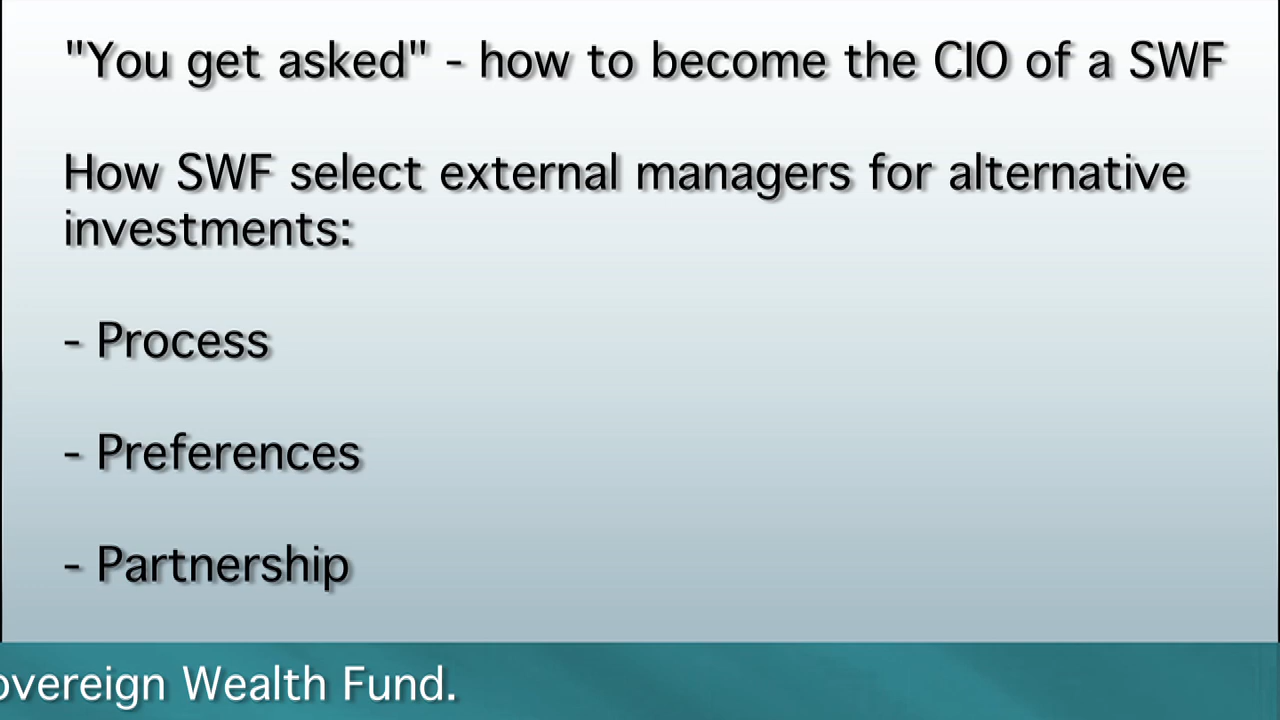 "You get asked" - how to become the CIO of a SWF
How SWF select external managers for alternative
investments:
- Process
- Preferences
- Partnership
Wealth Fund.